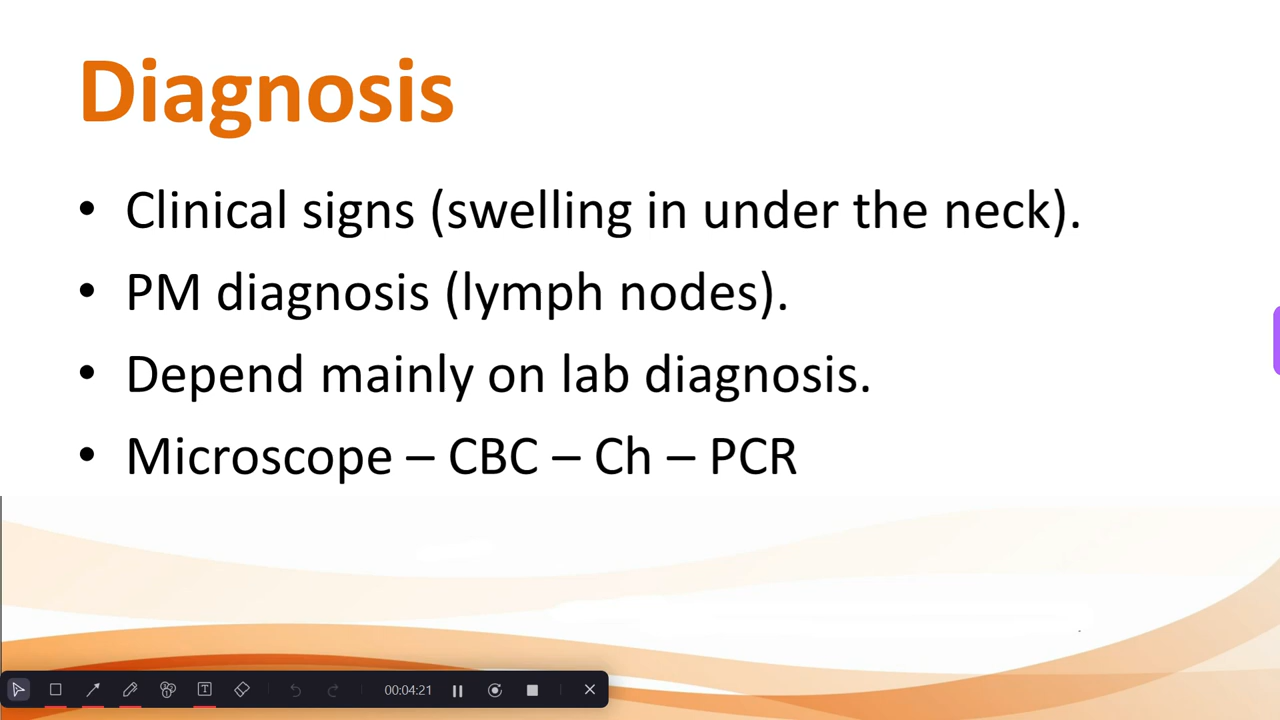 Diagnosis
• Clinical signs (swelling in under the neck).
• PM diagnosis (lymph nodes).
• Depend mainly on lab diagnosis.
• Microscope – CBC – Ch – PCR
00:04:21